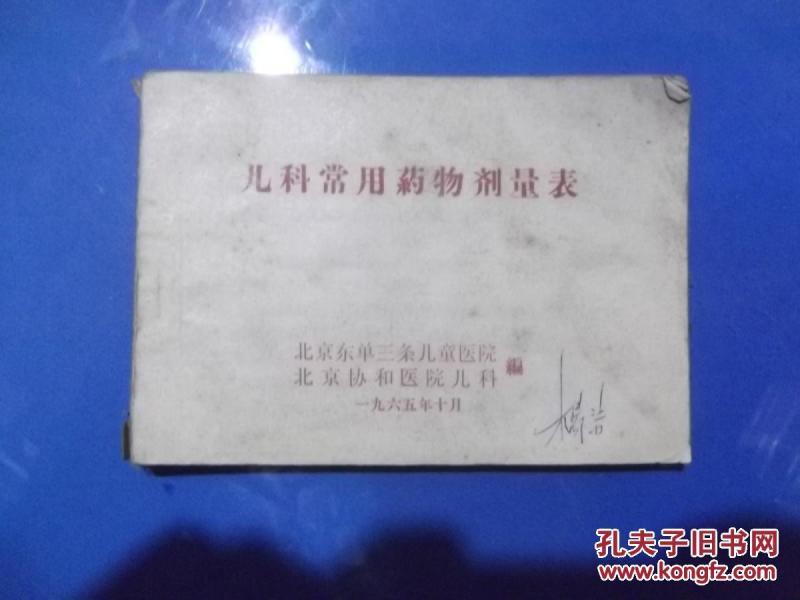 儿科常用葯物剂量表
北京东单三条儿童医院
北京协和医院儿科
編
一九六五年十月
孔夫子旧书网
www.kongfz.com